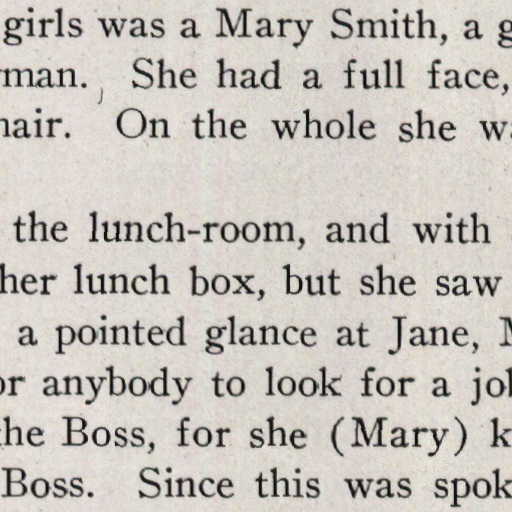 girls was a Mary Smith, a g
man. She had a full face,
hair. On the whole she wa
the lunch-room, and with
her lunch box, but she saw
a pointed glance at Jane, M
or anybody to look for a job
the Boss, for she (Mary) k
Boss. Since this was spok